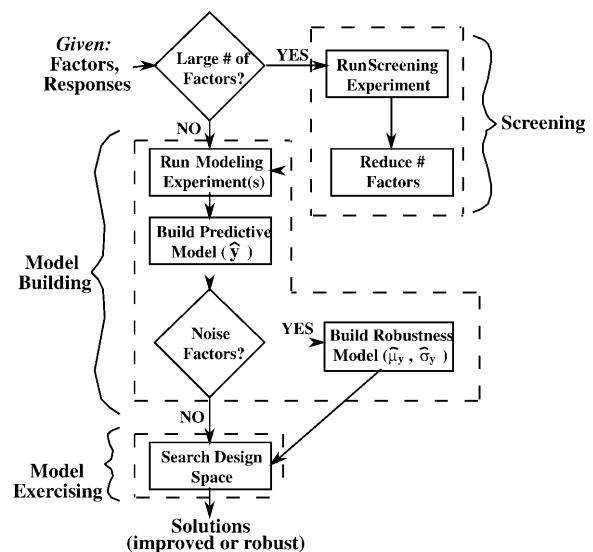 Given:
Factors,
Responses
Large # of
Factors?
YES
RunScreening
Experiment
Reduce #
Factors
Screening
NO
Run Modeling
Experiment(s)
Build Predictive
Model (ŷ)
Model
Building
Noise
Factors?
YES
Build Robustness
Model (μ̂y , σ̂y )
NO
Search Design
Space
Model
Exercising
Solutions
(improved or robust)